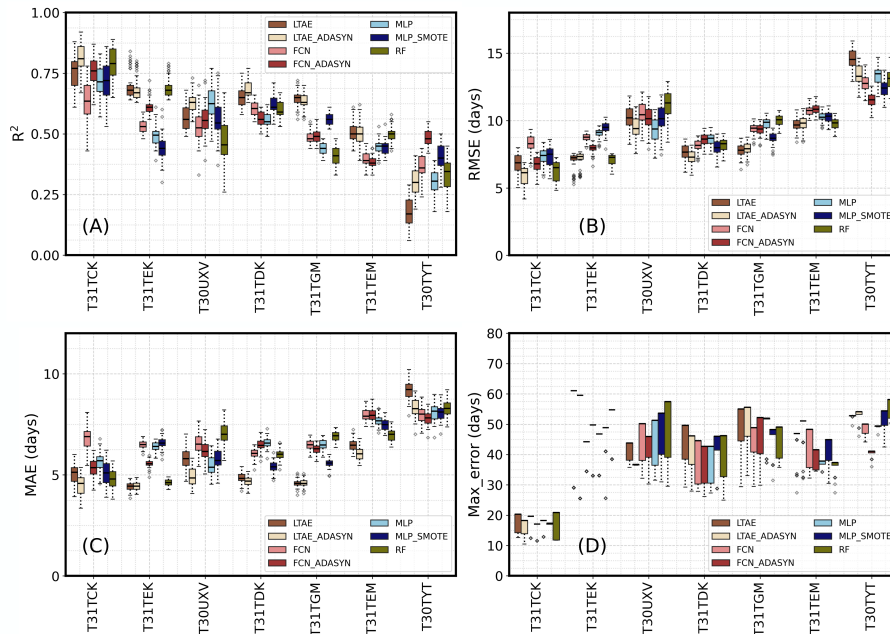 1.00
0.75
0.50
0.25
0.00
R²
LTAE
LTAE_ADASYN
FCN
FCN_ADASYN
MLP
MLP_SMOTE
RF
(A)
T31TCK
T31TEK
T30UXV
T31TDK
T31TGM
T31TEM
T30TYT
15
10
5
0
RMSE (days)
(B)
LTAE
LTAE_ADASYN
FCN
FCN_ADASYN
MLP
MLP_SMOTE
RF
T31TCK
T31TEK
T30UXV
T31TDK
T31TGM
T31TEM
T30TYT
10
5
0
MAE (days)
(C)
LTAE
LTAE_ADASYN
FCN
FCN_ADASYN
MLP
MLP_SMOTE
RF
T31TCK
T31TEK
T30UXV
T31TDK
T31TGM
T31TEM
T30TYT
80
70
60
50
40
30
20
10
0
Max_error (days)
(D)
LTAE
LTAE_ADASYN
FCN
FCN_ADASYN
MLP
MLP_SMOTE
RF
T31TCK
T31TEK
T30UXV
T31TDK
T31TGM
T31TEM
T30TYT